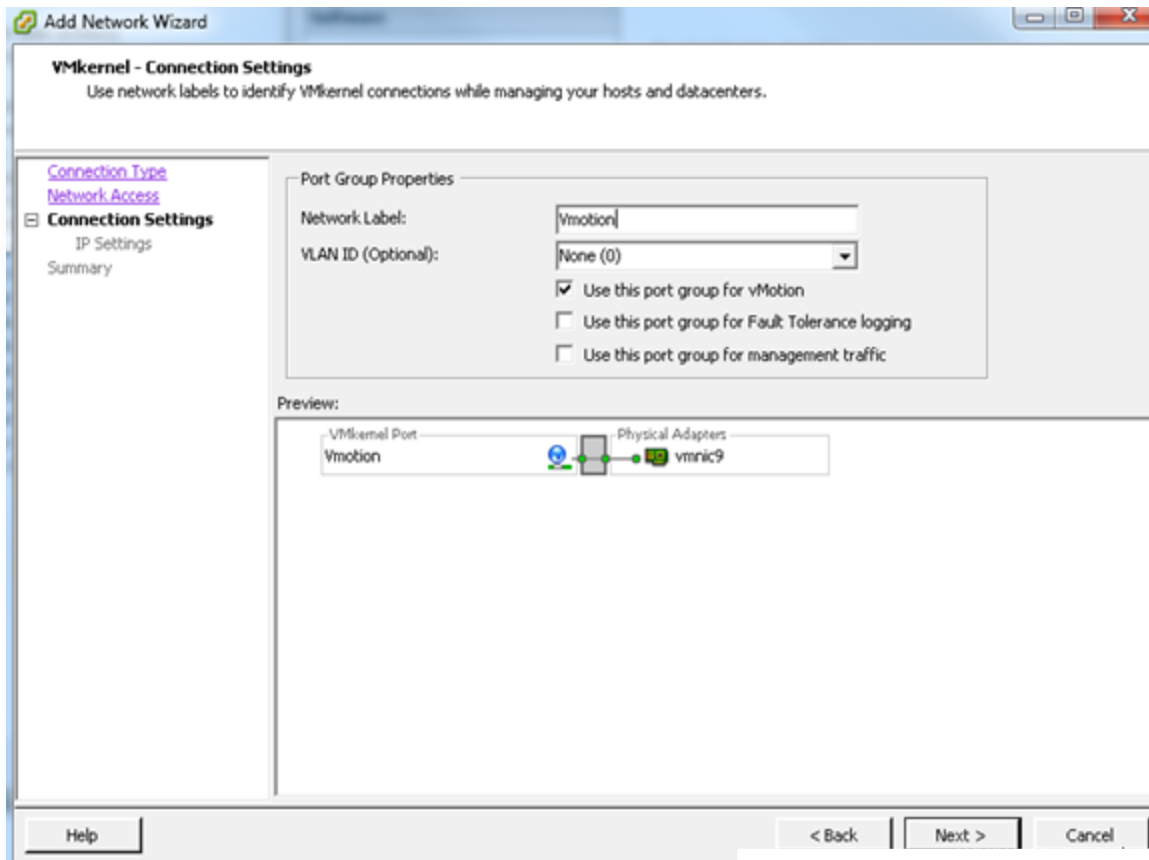 Add Network Wizard
VMkernel - Connection Settings
Use network labels to identify VMkernel connections while managing your hosts and datacenters.
Connection Type
Network Access
Connection Settings
IP Settings
Summary
Port Group Properties
Network Label:
Vmotion
VLAN ID (Optional):
None (0)
Use this port group for vMotion
Use this port group for Fault Tolerance logging
Use this port group for management traffic
Preview:
VMkernel Port
Vmotion
Physical Adapters
vmnic9
Help
< Back
Next >
Cancel